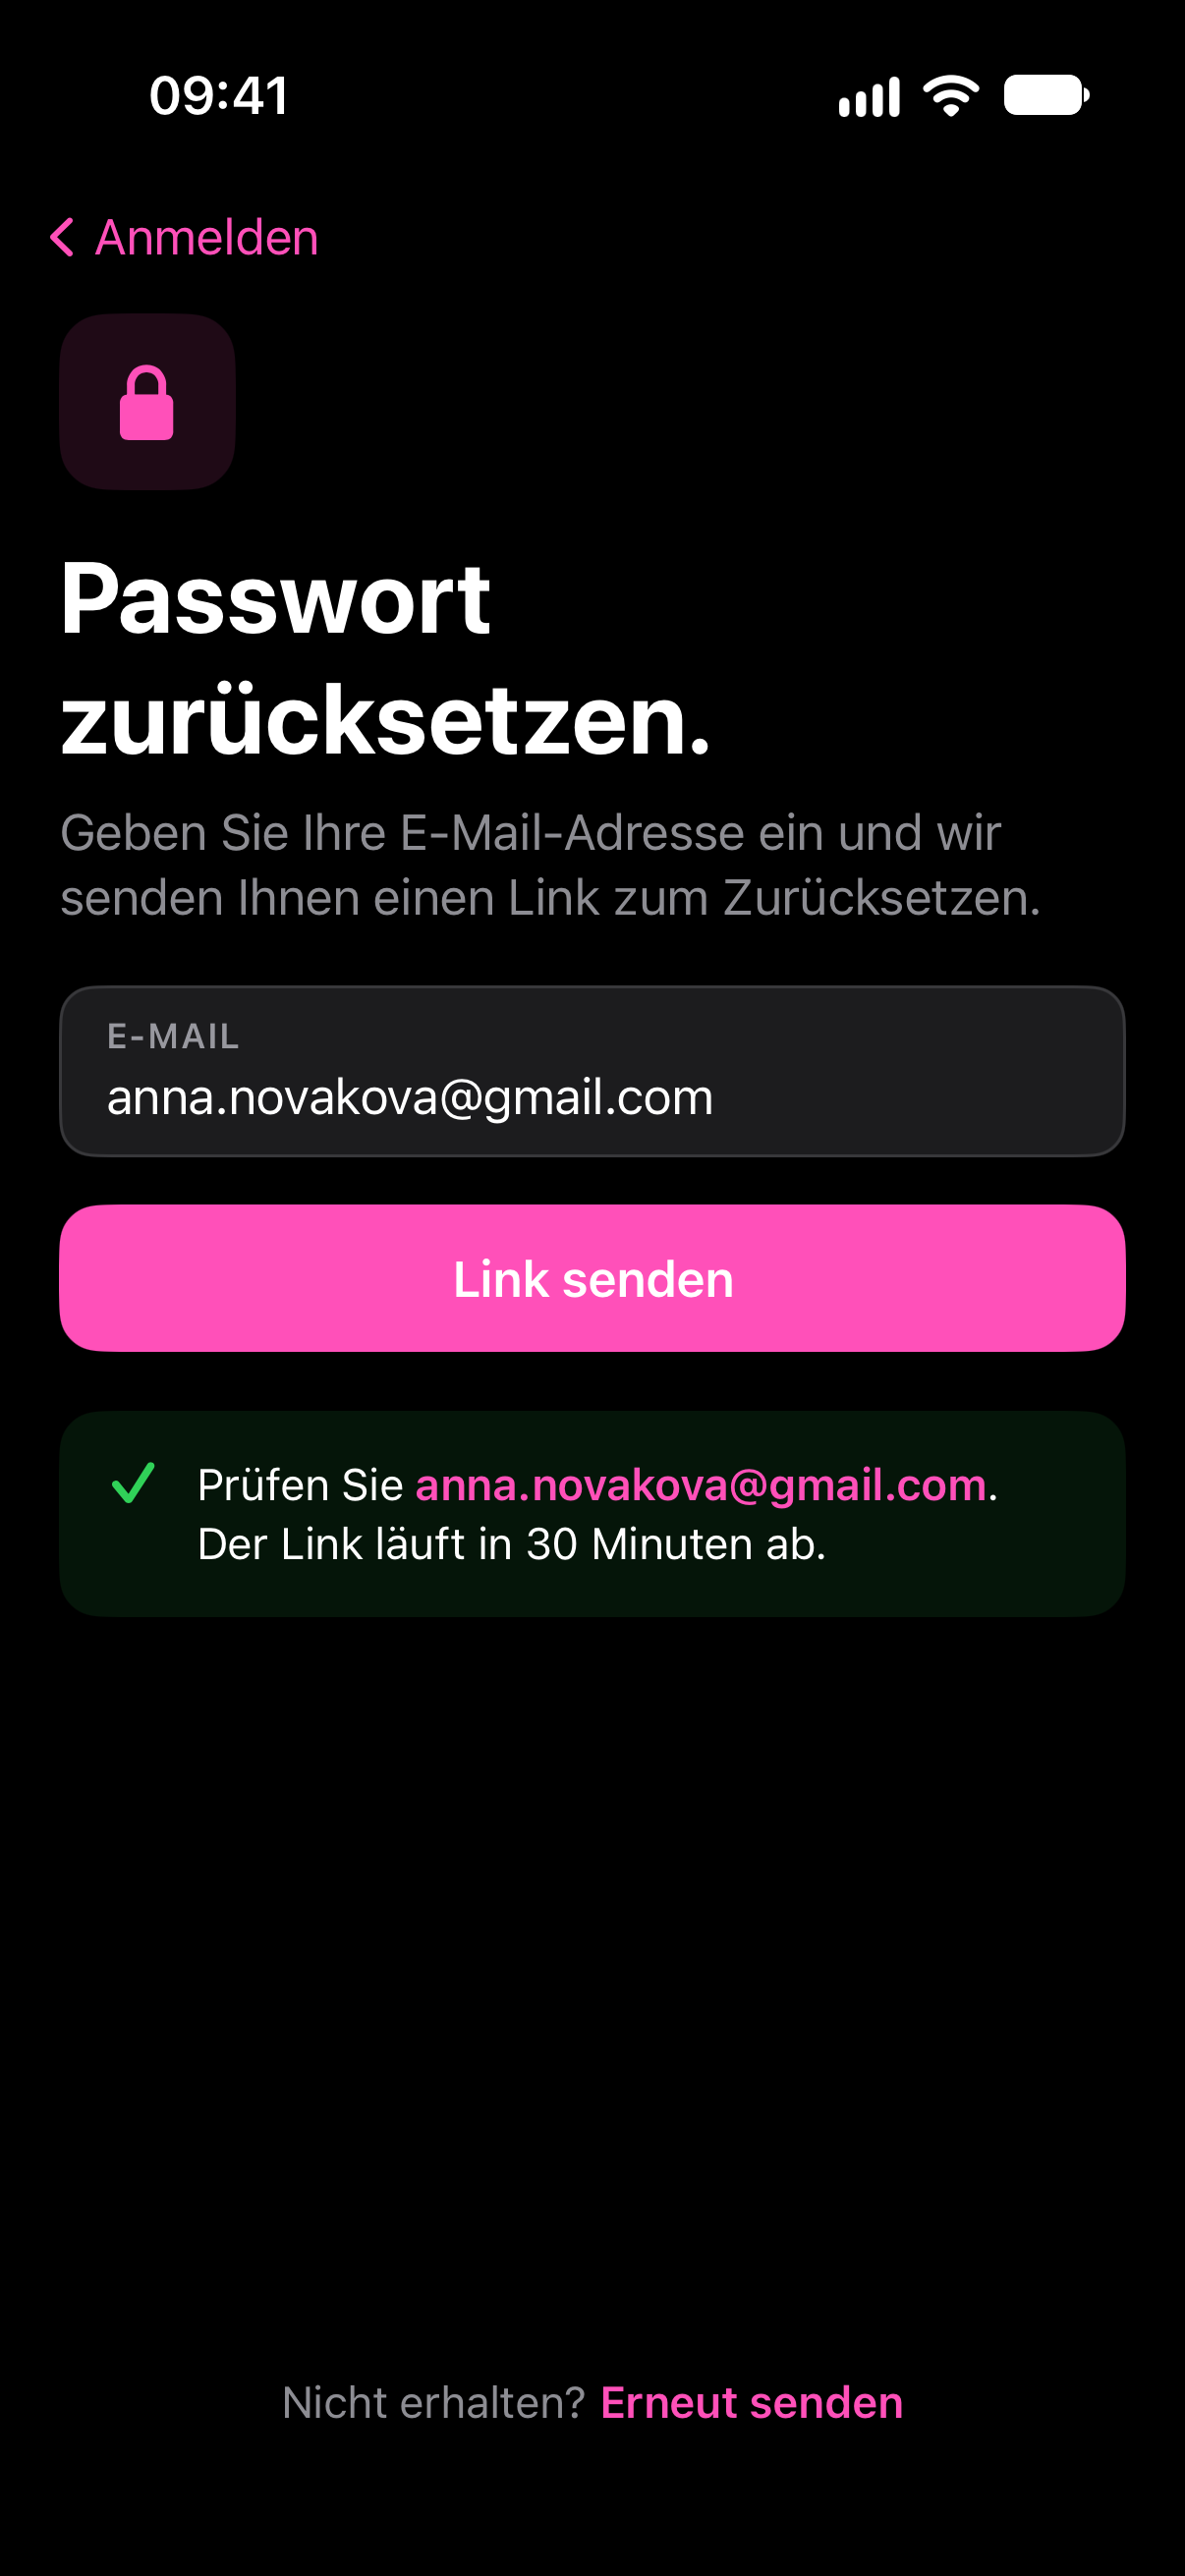 09:41
Anmelden
Passwort
zurücksetzen.
Geben Sie Ihre E-Mail-Adresse ein und wir
senden Ihnen einen Link zum Zurücksetzen.
E-MAIL
anna.novakova@gmail.com
Link senden
Prüfen Sie anna.novakova@gmail.com.
Der Link läuft in 30 Minuten ab.
Nicht erhalten? Erneut senden